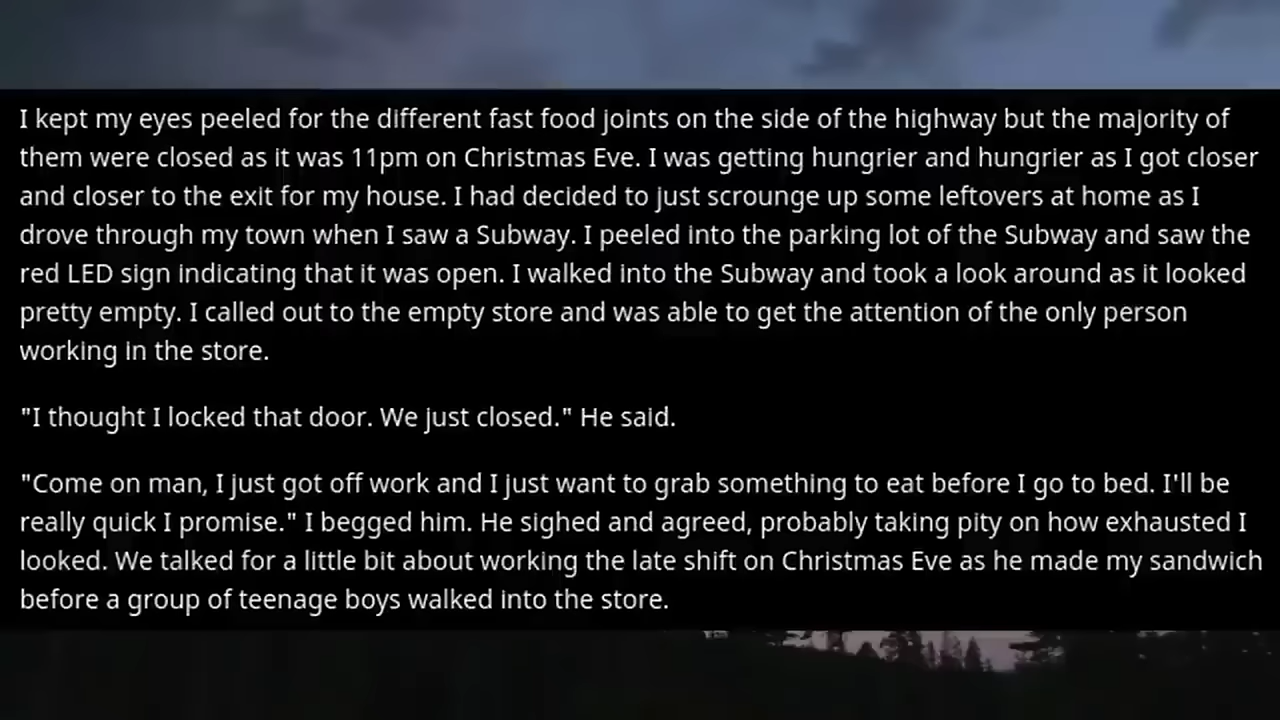 I kept my eyes peeled for the different fast food joints on the side of the highway but the majority of
them were closed as it was 11pm on Christmas Eve. I was getting hungrier and hungrier as I got closer
and closer to the exit for my house. I had decided to just scrounge up some leftovers at home as I
drove through my town when I saw a Subway. I peeled into the parking lot of the Subway and saw the
red LED sign indicating that it was open. I walked into the Subway and took a look around as it looked
pretty empty. I called out to the empty store and was able to get the attention of the only person
working in the store.
"I thought I locked that door. We just closed." He said.
"Come on man, I just got off work and I just want to grab something to eat before I go to bed. I'll be
really quick I promise." I begged him. He sighed and agreed, probably taking pity on how exhausted I
looked. We talked for a little bit about working the late shift on Christmas Eve as he made my sandwich
before a group of teenage boys walked into the store.